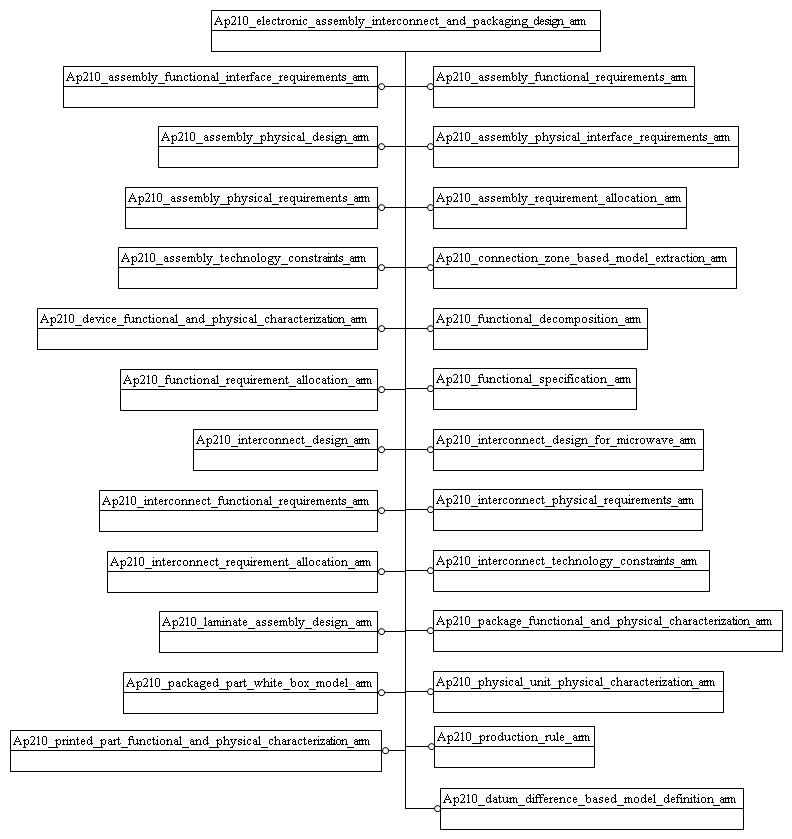 Ap210_electronic_assembly_interconnect_and_packaging_design_arm
Ap210_assembly_functional_interface_requirements_arm
Ap210_assembly_functional_requirements_arm
Ap210_assembly_physical_design_arm
Ap210_assembly_physical_interface_requirements_arm
Ap210_assembly_physical_requirements_arm
Ap210_assembly_requirement_allocation_arm
Ap210_assembly_technology_constraints_arm
Ap210_connection_zone_based_model_extraction_arm
Ap210_device_functional_and_physical_characterization_arm
Ap210_functional_decomposition_arm
Ap210_functional_requirement_allocation_arm
Ap210_functional_specification_arm
Ap210_interconnect_design_arm
Ap210_interconnect_design_for_microwave_arm
Ap210_interconnect_functional_requirements_arm
Ap210_interconnect_physical_requirements_arm
Ap210_interconnect_requirement_allocation_arm
Ap210_interconnect_technology_constraints_arm
Ap210_laminate_assembly_design_arm
Ap210_package_functional_and_physical_characterization_arm
Ap210_packaged_part_white_box_model_arm
Ap210_physical_unit_physical_characterization_arm
Ap210_printed_part_functional_and_physical_characterization_arm
Ap210_production_rule_arm
Ap210_datum_difference_based_model_definition_arm